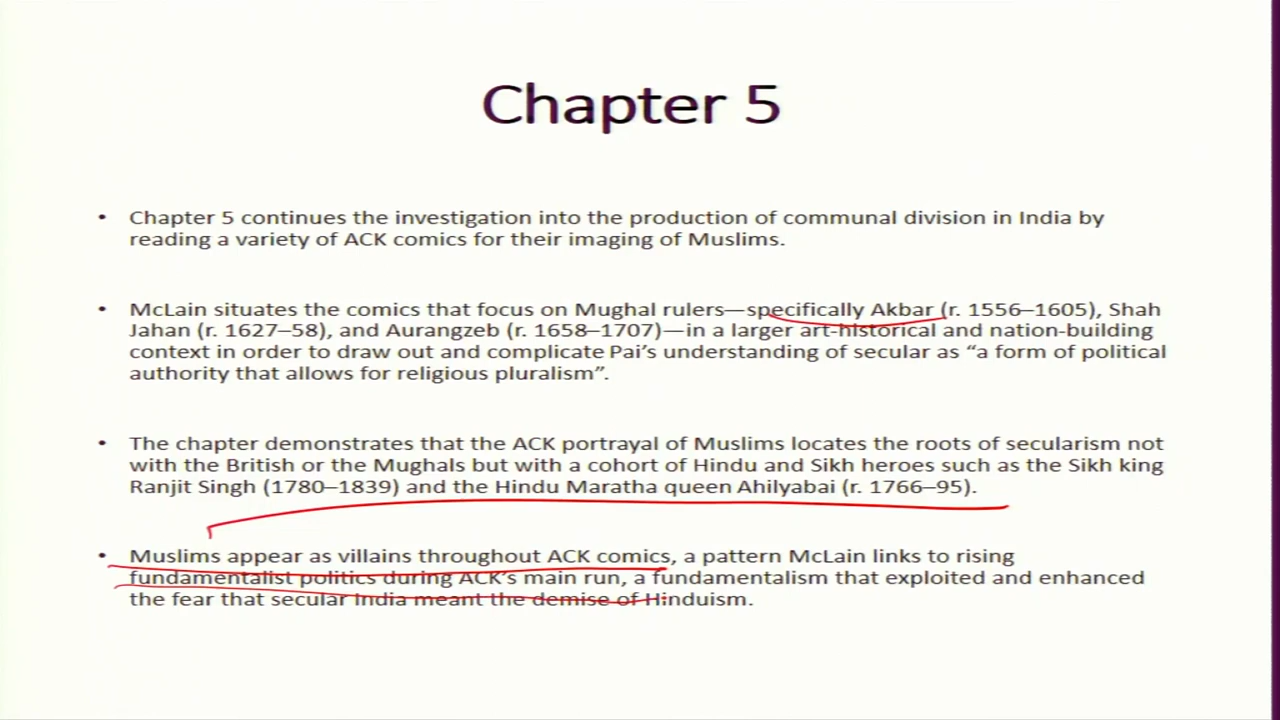 Chapter 5
• Chapter 5 continues the investigation into the production of communal division in India by
reading a variety of ACK comics for their imaging of Muslims.
• McLain situates the comics that focus on Mughal rulers—specifically Akbar (r. 1556–1605), Shah
Jahan (r. 1627–58), and Aurangzeb (r. 1658–1707)—in a larger art-historical and nation-building
context in order to draw out and complicate Pai’s understanding of secular as “a form of political
authority that allows for religious pluralism”.
• The chapter demonstrates that the ACK portrayal of Muslims locates the roots of secularism not
with the British or the Mughals but with a cohort of Hindu and Sikh heroes such as the Sikh king
Ranjit Singh (1780–1839) and the Hindu Maratha queen Ahilyabai (r. 1766–95).
• Muslims appear as villains throughout ACK comics, a pattern McLain links to rising
fundamentalist politics during ACK’s main run, a fundamentalism that exploited and enhanced
the fear that secular India meant the demise of Hinduism.